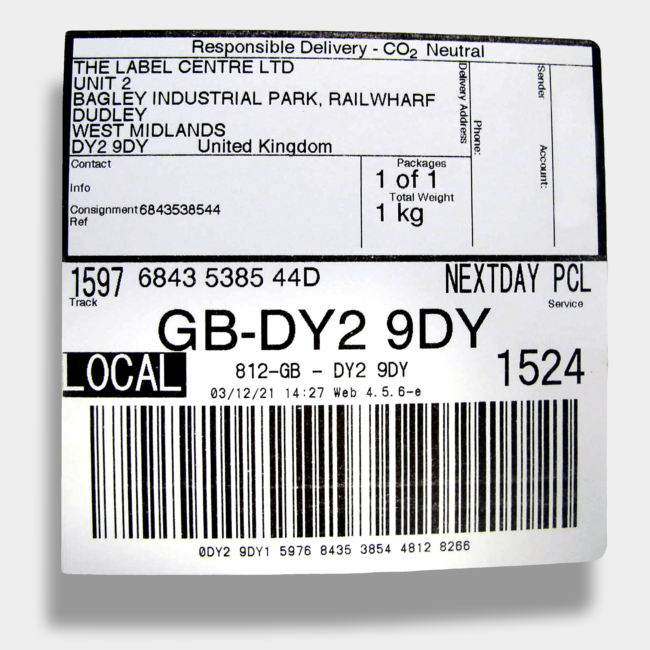 Responsible Delivery - CO2 Neutral
THE LABEL CENTRE LTD
UNIT 2
BAGLEY INDUSTRIAL PARK, RAILWHARF
DUDLEY
WEST MIDLANDS
DY2 9DY United Kingdom
Delivery Address
Phone:
Sender
Account:
Contact
Info
Consignment 6843538544
Ref
Packages
1 of 1
Total Weight
1 kg
1597 6843 5385 44D NEXTDAY PCL
Track Service
GB-DY2 9DY
LOCAL 812-GB - DY2 9DY 1524
03/12/21 14:27 Web 4.5.6-e
0DY2 9DY1 5976 8435 3854 4812 8266